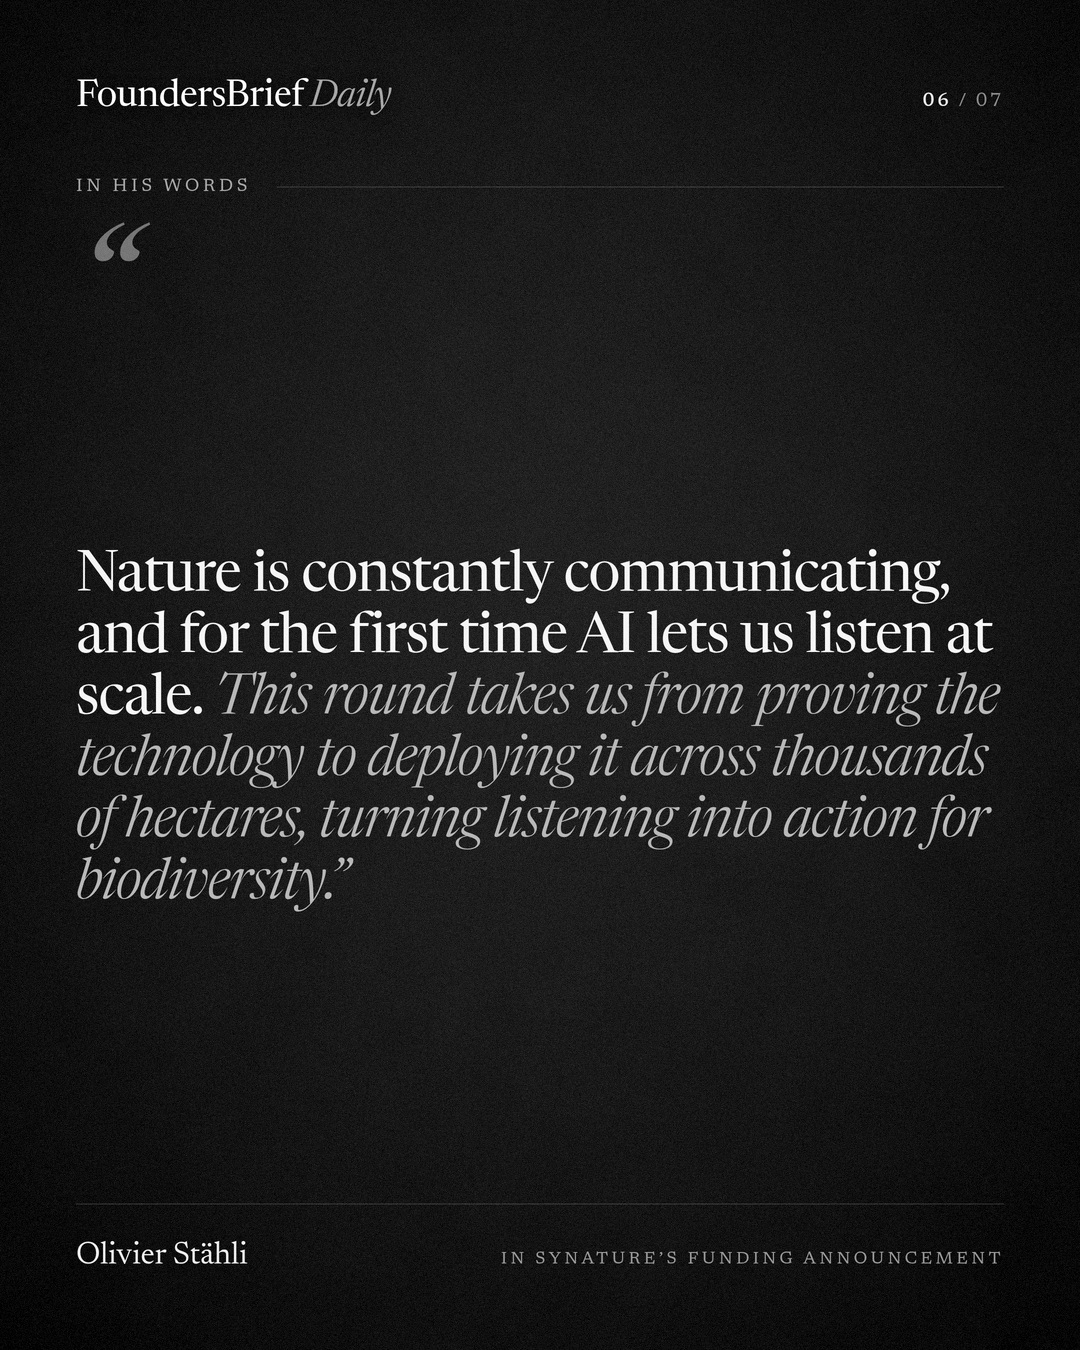 FoundersBrief Daily
06 / 07
IN HIS WORDS
“
Nature is constantly communicating,
and for the first time AI lets us listen at
scale. This round takes us from proving the
technology to deploying it across thousands
of hectares, turning listening into action for
biodiversity.”
Olivier Stähli
IN SYNATURE’S FUNDING ANNOUNCEMENT